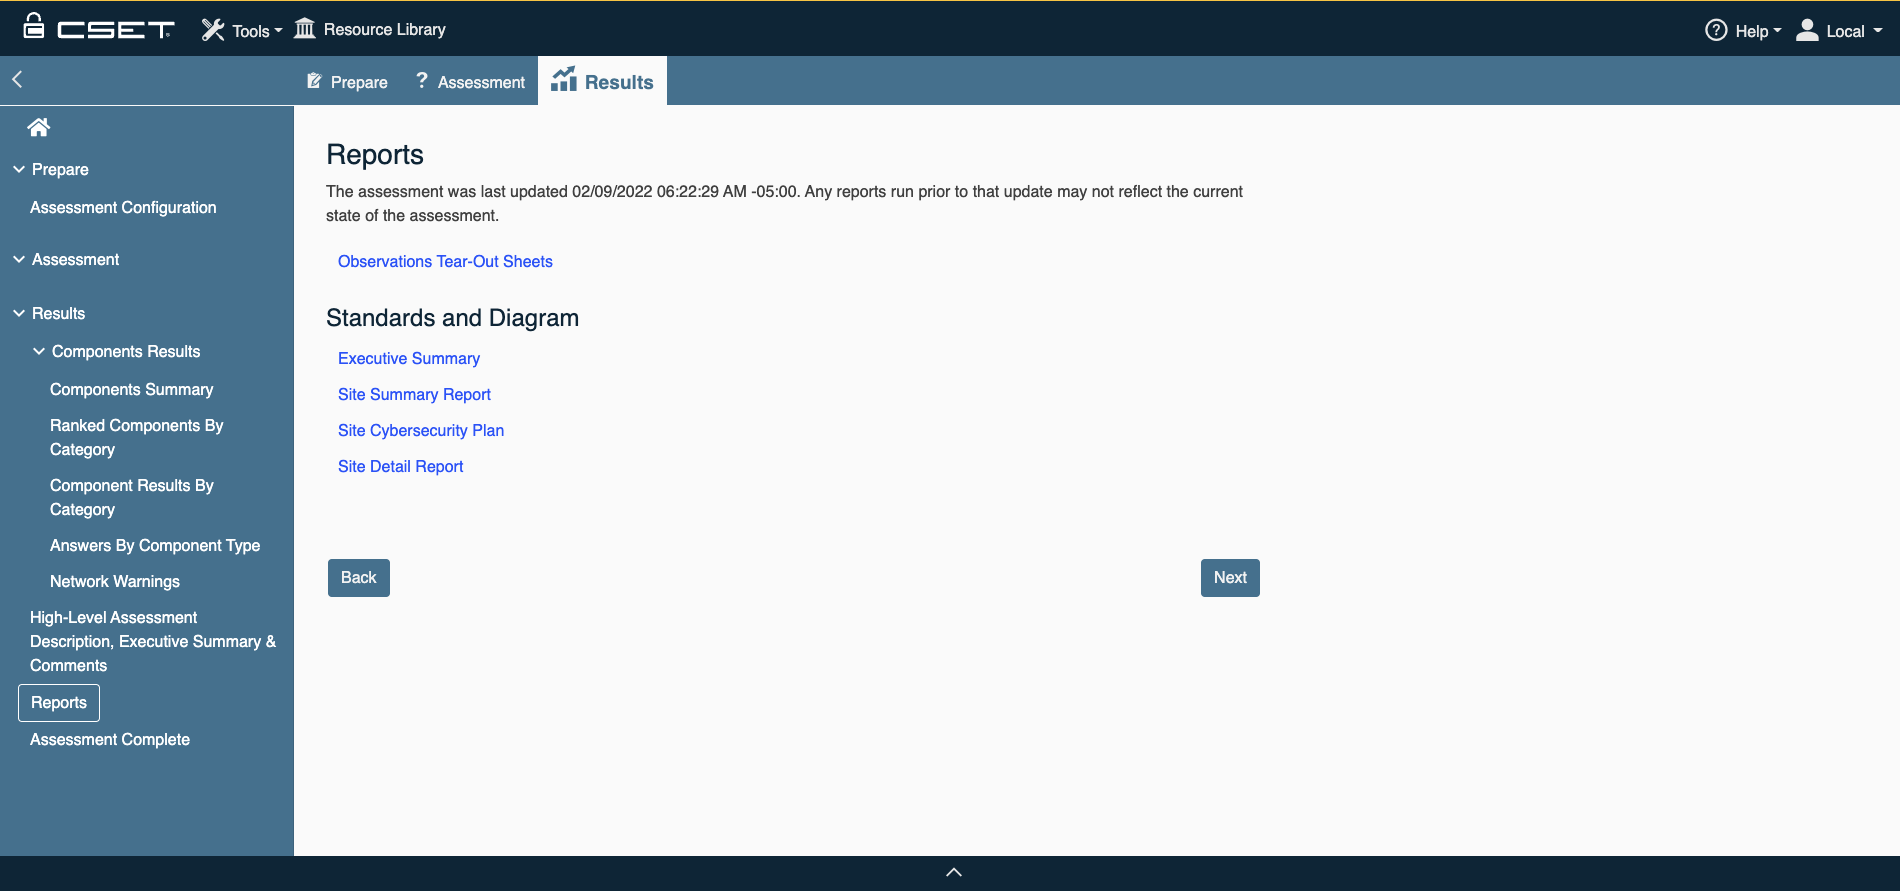 CSET
Tools
Resource Library
Help
Local
Prepare
? Assessment
Results
Prepare
Assessment Configuration
Assessment
Results
Components Results
Components Summary
Ranked Components By
Category
Component Results By
Category
Answers By Component Type
Network Warnings
High-Level Assessment
Description, Executive Summary &
Comments
Reports
Assessment Complete
Reports
The assessment was last updated 02/09/2022 06:22:29 AM -05:00. Any reports run prior to that update may not reflect the current
state of the assessment.
Observations Tear-Out Sheets
Standards and Diagram
Executive Summary
Site Summary Report
Site Cybersecurity Plan
Site Detail Report
Back
Next